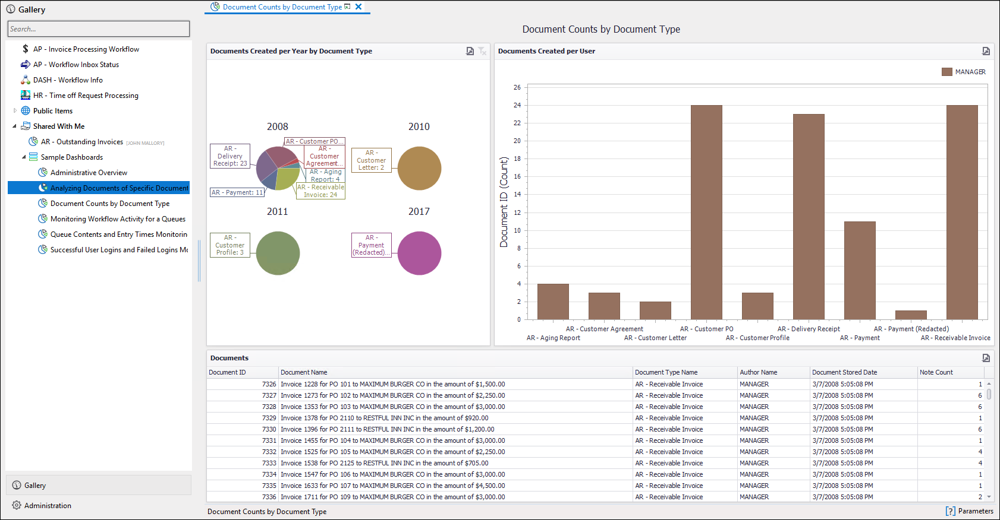 Gallery
Search...
AP - Invoice Processing Workflow
AP - Workflow Inbox Status
DASH - Workflow Info
HR - Time off Request Processing
Public Items
Shared With Me
AR - Outstanding Invoices [JOHN MALLORY]
Sample Dashboards
Administrative Overview
Analyzing Documents of Specific Document
Document Counts by Document Type
Monitoring Workflow Activity for a Queues
Queue Contents and Entry Times Monitorin
Successful User Logins and Failed Logins Mo
Gallery
Administration
Document Counts by Document Type
Document Counts by Document Type
Documents Created per Year by Document Type
2008
AR - Customer PO...
AR -
Delivery
Receipt: 23
AR -
Customer
Agreement...
AR - Aging
Report: 4
AR - Payment: 11
AR - Receivable
Invoice: 24
2010
AR -
Customer
Letter: 2
2011
AR -
Customer
Profile: 3
2017
AR -
Payment
(Redacted)...
Documents Created per User
MANAGER
Document ID (Count)
26
24
22
20
18
16
14
12
10
8
6
4
2
0
AR - Customer Agreement
AR - Customer PO
AR - Delivery Receipt
AR - Payment (Redacted)
AR - Aging Report
AR - Customer Letter
AR - Customer Profile
AR - Payment
AR - Receivable Invoice
Documents
Document ID Document Name Document Type Name Author Name Document Stored Date Note Count
7326 Invoice 1228 for PO 101 to MAXIMUM BURGER CO in the amount of $1,500.00 AR - Receivable Invoice MANAGER 3/7/2008 5:05:08 PM 1
7327 Invoice 1273 for PO 102 to MAXIMUM BURGER CO in the amount of $2,250.00 AR - Receivable Invoice MANAGER 3/7/2008 5:05:08 PM 6
7328 Invoice 1353 for PO 103 to MAXIMUM BURGER CO in the amount of $3,000.00 AR - Receivable Invoice MANAGER 3/7/2008 5:05:08 PM 6
7329 Invoice 1378 for PO 2110 to RESTFUL INN INC in the amount of $920.00 AR - Receivable Invoice MANAGER 3/7/2008 5:05:08 PM 1
7330 Invoice 1396 for PO 2111 to RESTFUL INN INC in the amount of $1,200.00 AR - Receivable Invoice MANAGER 3/7/2008 5:05:08 PM 6
7331 Invoice 1455 for PO 104 to MAXIMUM BURGER CO in the amount of $3,000.00 AR - Receivable Invoice MANAGER 3/7/2008 5:05:08 PM 1
7332 Invoice 1525 for PO 105 to MAXIMUM BURGER CO in the amount of $2,250.00 AR - Receivable Invoice MANAGER 3/7/2008 5:05:08 PM 4
7333 Invoice 1538 for PO 2125 to RESTFUL INN INC in the amount of $705.00 AR - Receivable Invoice MANAGER 3/7/2008 5:05:08 PM 4
7334 Invoice 1547 for PO 106 to MAXIMUM BURGER CO in the amount of $3,000.00 AR - Receivable Invoice MANAGER 3/7/2008 5:05:08 PM 1
7335 Invoice 1633 for PO 107 to MAXIMUM BURGER CO in the amount of $4,500.00 AR - Receivable Invoice MANAGER 3/7/2008 5:05:08 PM 1
7336 Invoice 1711 for PO 109 to MAXIMUM BURGER CO in the amount of $3,000.00 AR - Receivable Invoice MANAGER 3/7/2008 5:05:08 PM 2
Document Counts by Document Type
[?] Parameters